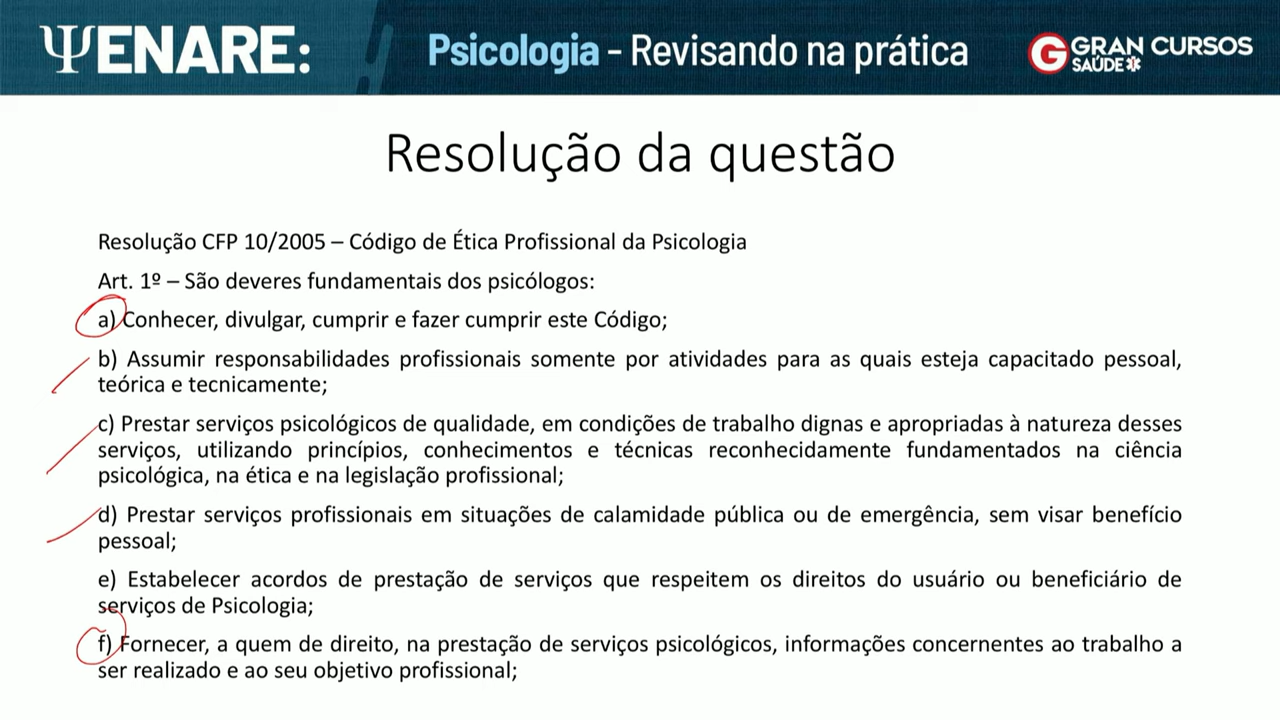 ΨENARE:
Psicologia - Revisando na prática
GRAN CURSOS
SAÚDE
Resolução da questão
Resolução CFP 10/2005 – Código de Ética Profissional da Psicologia
Art. 1º – São deveres fundamentais dos psicólogos:
a) Conhecer, divulgar, cumprir e fazer cumprir este Código;
b) Assumir responsabilidades profissionais somente por atividades para as quais esteja capacitado pessoal,
teórica e tecnicamente;
c) Prestar serviços psicológicos de qualidade, em condições de trabalho dignas e apropriadas à natureza desses
serviços, utilizando princípios, conhecimentos e técnicas reconhecidamente fundamentados na ciência
psicológica, na ética e na legislação profissional;
d) Prestar serviços profissionais em situações de calamidade pública ou de emergência, sem visar benefício
pessoal;
e) Estabelecer acordos de prestação de serviços que respeitem os direitos do usuário ou beneficiário de
serviços de Psicologia;
f) Fornecer, a quem de direito, na prestação de serviços psicológicos, informações concernentes ao trabalho a
ser realizado e ao seu objetivo profissional;